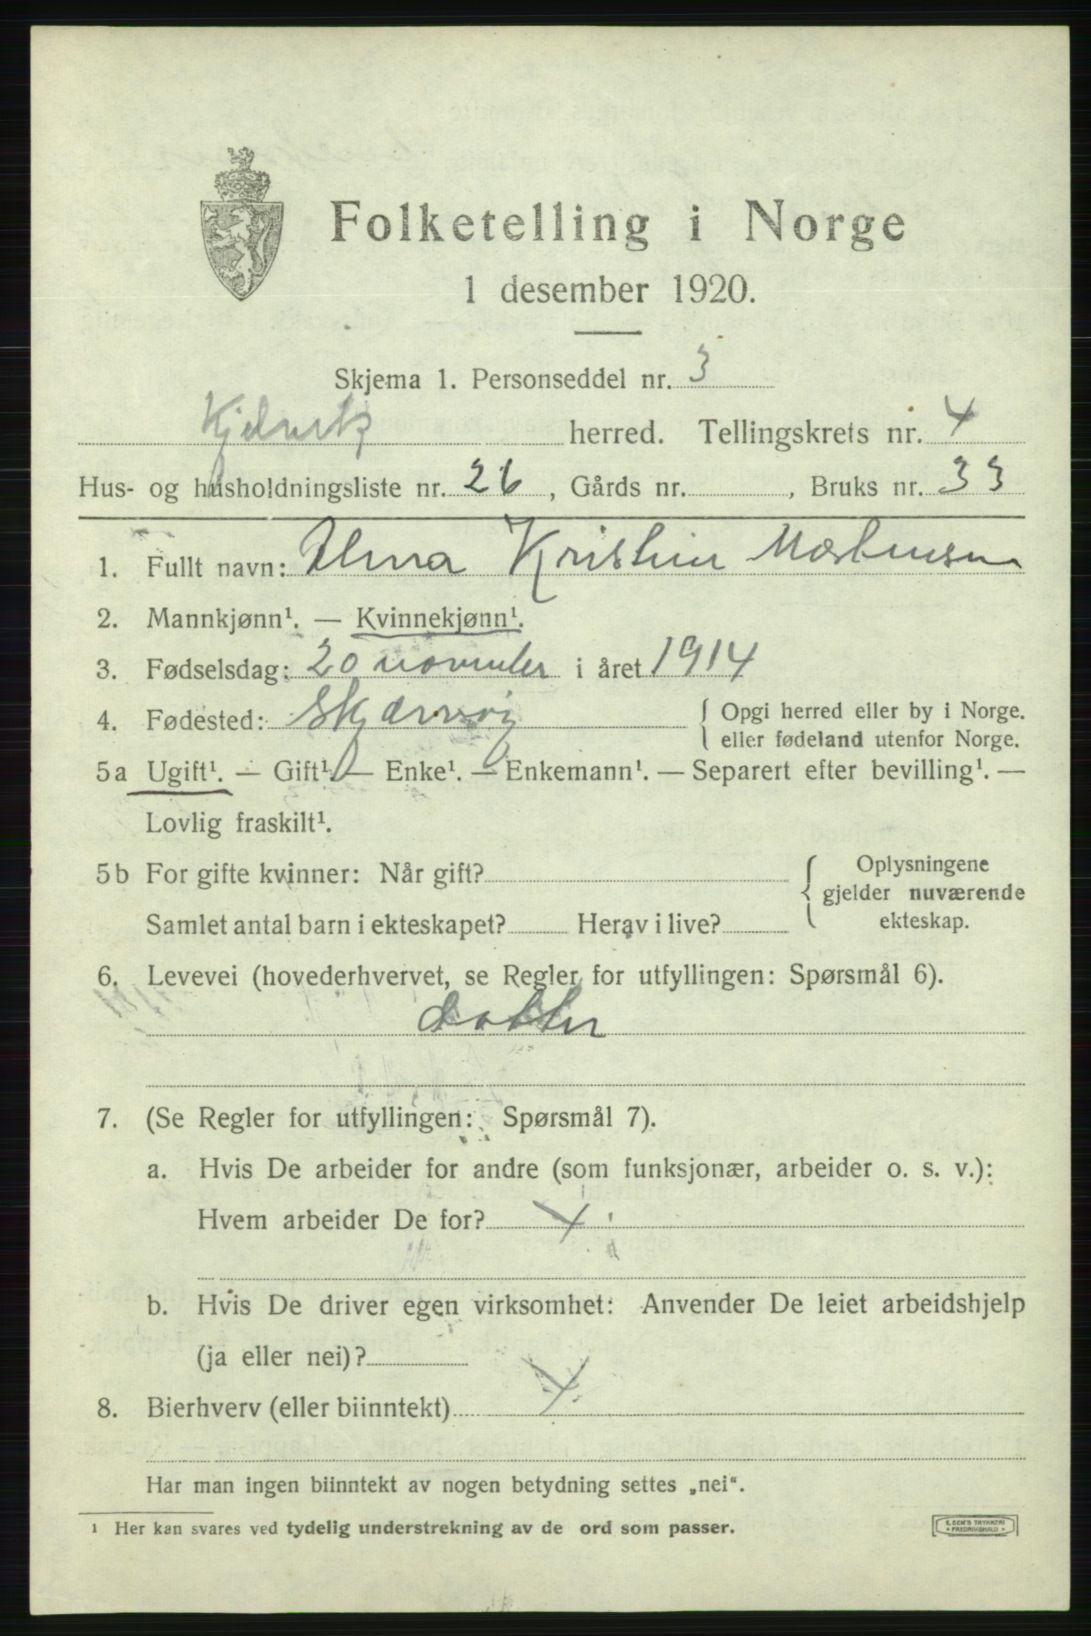 Folketelling i Norge
1 desember 1920.
Skjema 1. Personseddel nr. 3
Kjelvik herred. Tellingskrets nr. 4
Hus- og husholdningsliste nr. 26, Gårds nr. , Bruks nr. 33
1. Fullt navn: Alma Kristine
2. Mannkjønn¹. — Kvinnekjønn¹.
3. Fødselsdag: 20 november i året 1914
4. Fødested: Skjærvøy { Opgi herred eller by i Norge.
eller fødeland utenfor Norge.
5a Ugift¹. — Gift¹. — Enke¹. — Enkemann¹. — Separert efter bevilling¹. —
Lovlig fraskilt¹.
5b For gifte kvinner: Når gift? { Oplysningene
gjelder nuværende
Samlet antal barn i ekteskapet? Herav i live? ekteskap.
6. Levevei (hovederhvervet, se Regler for utfyllingen: Spørsmål 6).
datter
7. (Se Regler for utfyllingen: Spørsmål 7).
a. Hvis De arbeider for andre (som funksjonær, arbeider o. s. v.):
Hvem arbeider De for? X
b. Hvis De driver egen virksomhet: Anvender De leiet arbeidshjelp
(ja eller nei)?
8. Bierhverv (eller biinntekt) X
Har man ingen biinntekt av nogen betydning settes „nei“.
¹ Her kan svares ved tydelig understrekning av de ord som passer.
E. SEM'S TRYKKERI
FREDRIKSHALD